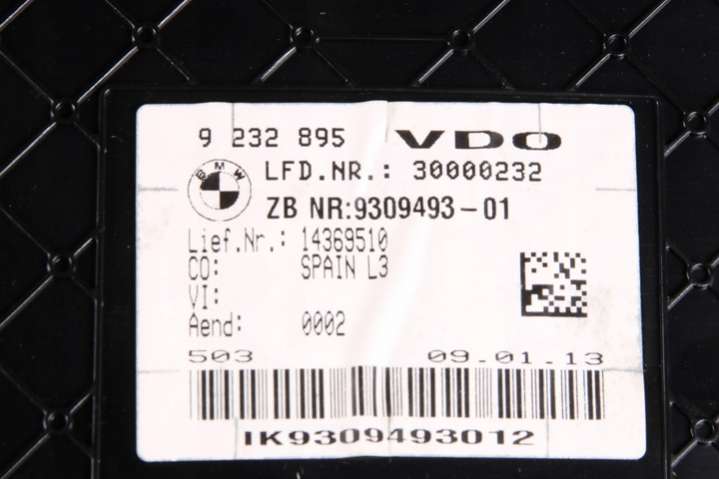 9 232 895 VDO
BMW
LFD.NR.: 30000232
ZB NR:9309493-01
Lief.Nr.: 14369510
CO: SPAIN L3
VI:
Aend: 0002
503 09.01.13
1K9309493012